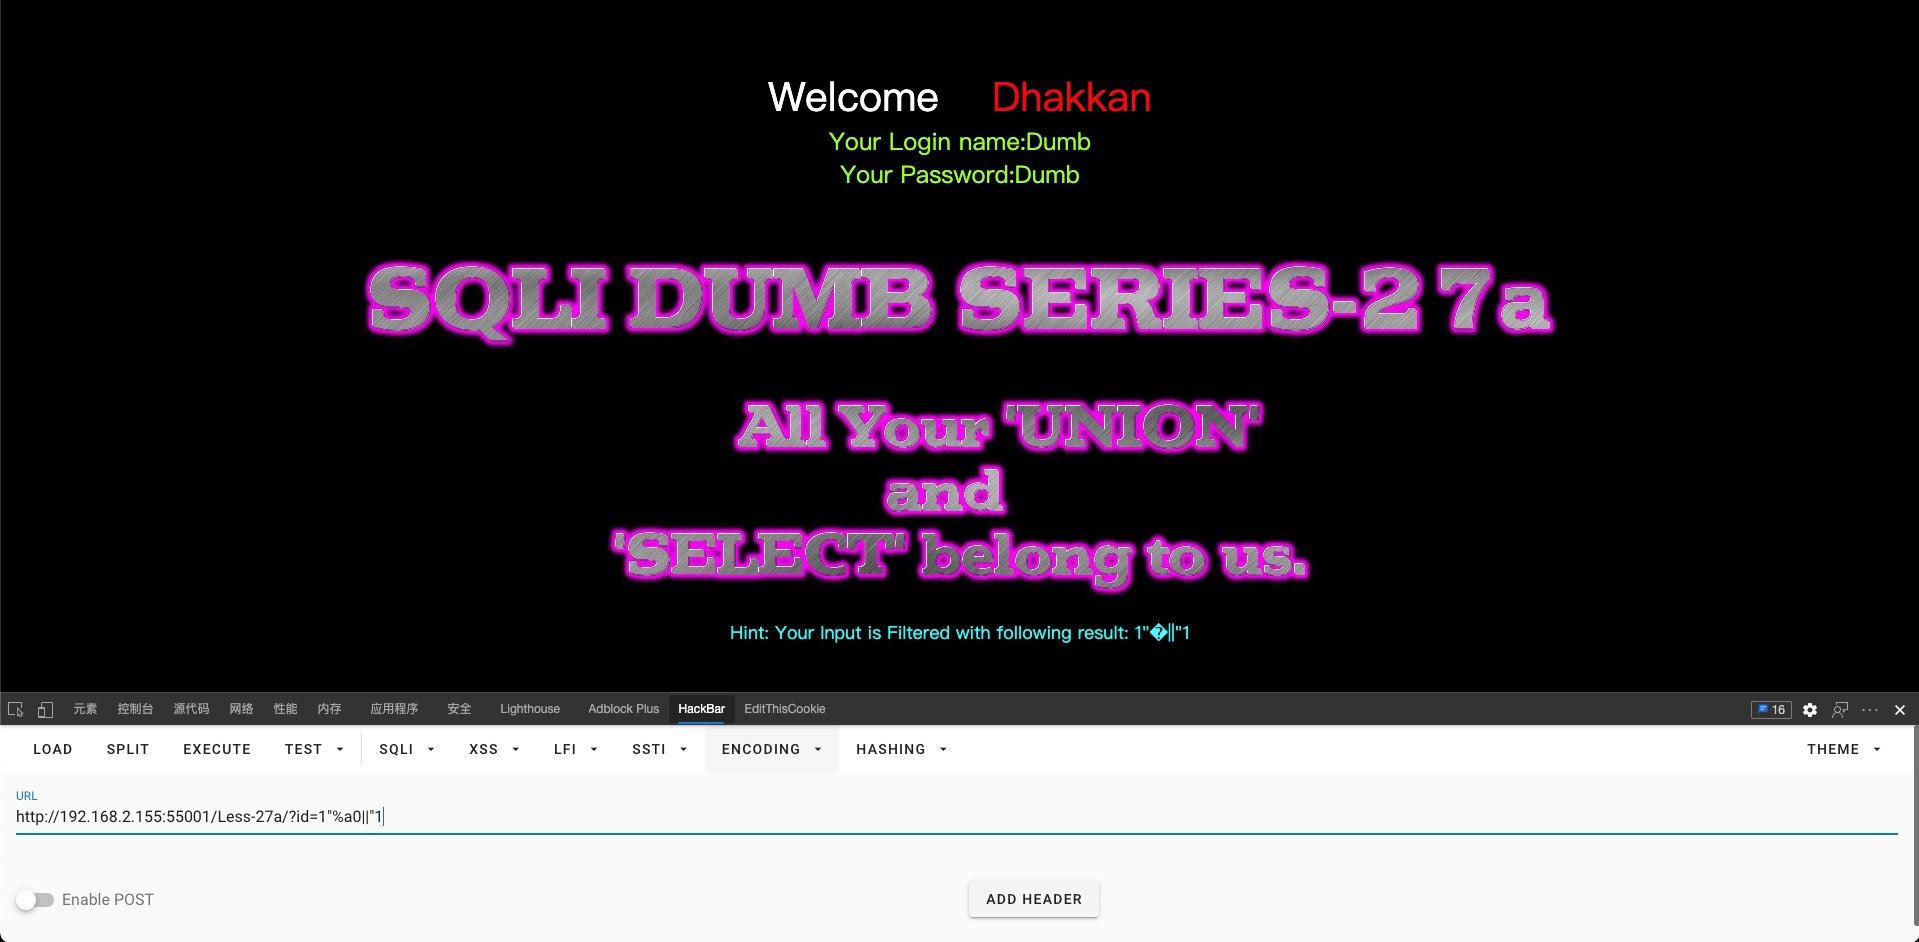 Welcome Dhakkan
Your Login name:Dumb
Your Password:Dumb
SQLI DUMB SERIES-27a
All Your 'UNION'
and
'SELECT' belong to us.
Hint: Your Input is Filtered with following result: 1"�||"1
元素 控制台 源代码 网络 性能 内存 应用程序 安全 Lighthouse Adblock Plus HackBar EditThisCookie 16
LOAD SPLIT EXECUTE TEST SQLI XSS LFI SSTI ENCODING HASHING THEME
URL
http://192.168.2.155:55001/Less-27a/?id=1"%a0||"1
Enable POST ADD HEADER